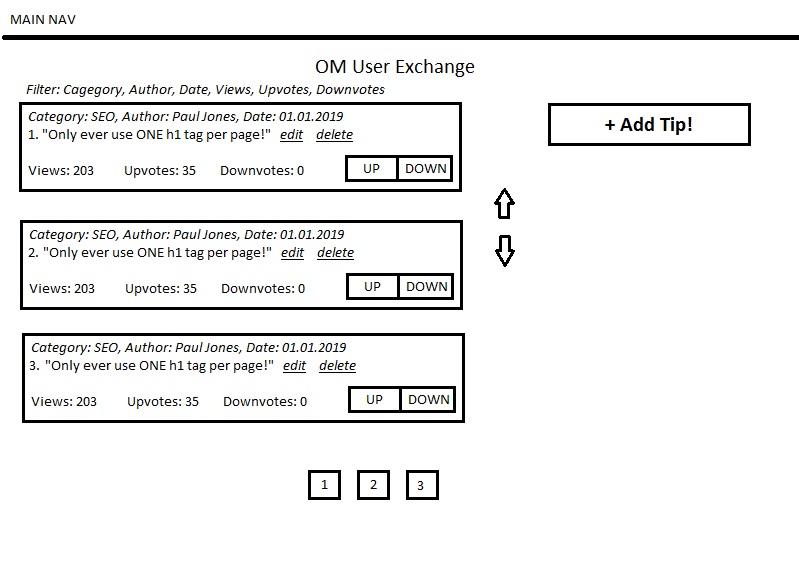 MAIN NAV
OM User Exchange
Filter: Cagegory, Author, Date, Views, Upvotes, Downvotes
Category: SEO, Author: Paul Jones, Date: 01.01.2019
1. "Only ever use ONE h1 tag per page!" edit delete
Views: 203 Upvotes: 35 Downvotes: 0 UP DOWN
+ Add Tip!
Category: SEO, Author: Paul Jones, Date: 01.01.2019
2. "Only ever use ONE h1 tag per page!" edit delete
Views: 203 Upvotes: 35 Downvotes: 0 UP DOWN
Category: SEO, Author: Paul Jones, Date: 01.01.2019
3. "Only ever use ONE h1 tag per page!" edit delete
Views: 203 Upvotes: 35 Downvotes: 0 UP DOWN
1 2 3